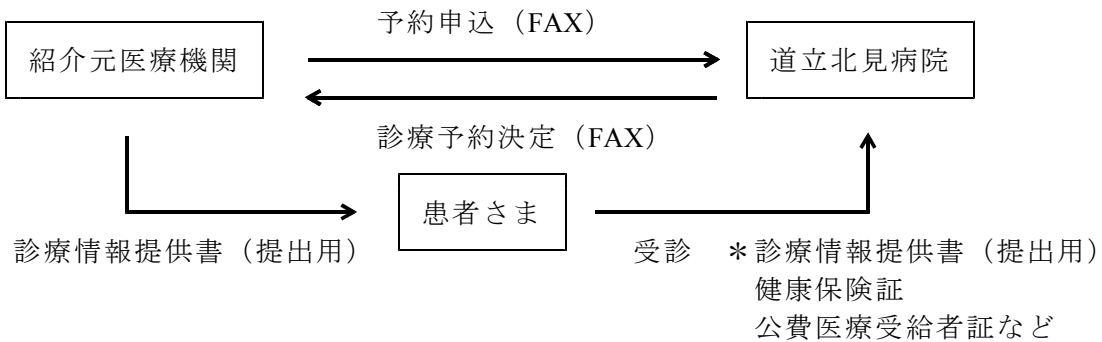 予約申込（FAX）
紹介元医療機関
道立北見病院
診療予約決定（FAX）
患者さま
診療情報提供書（提出用）
受診　＊診療情報提供書（提出用）
健康保険証
公費医療受給者証など